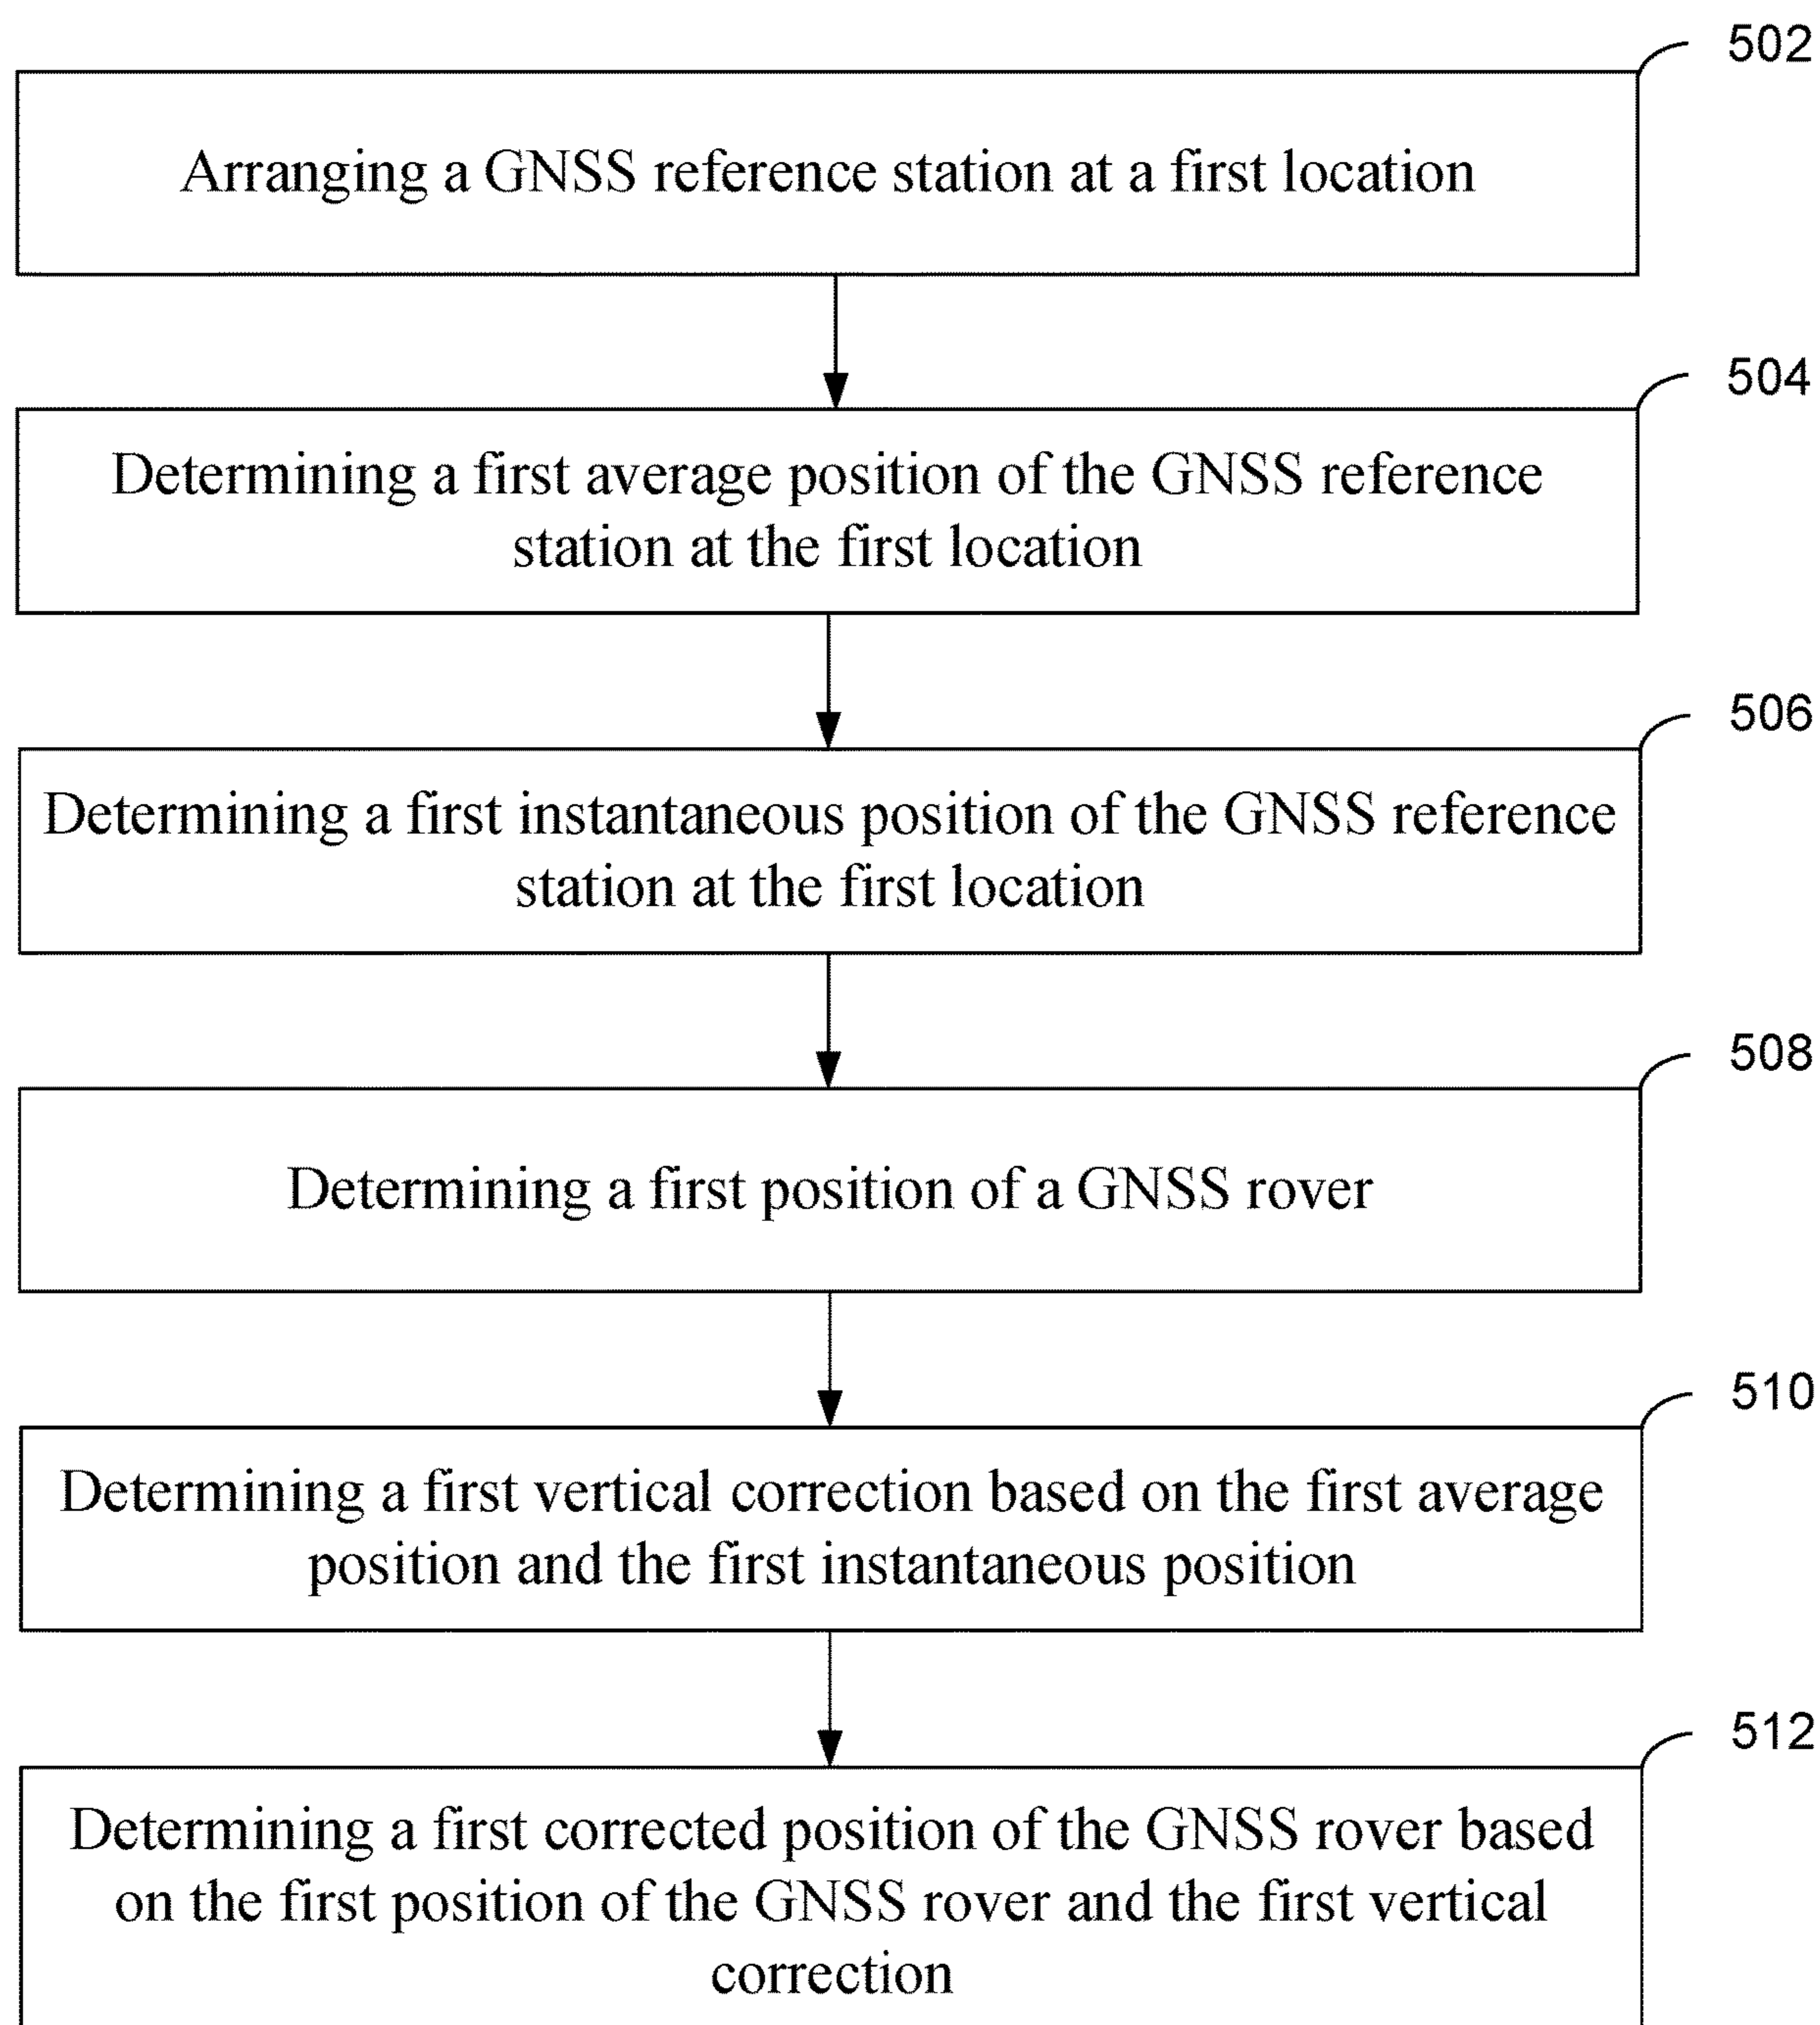 502
Arranging a GNSS reference station at a first location
504
Determining a first average position of the GNSS reference
station at the first location
506
Determining a first instantaneous position of the GNSS reference
station at the first location
508
Determining a first position of a GNSS rover
510
Determining a first vertical correction based on the first average
position and the first instantaneous position
512
Determining a first corrected position of the GNSS rover based
on the first position of the GNSS rover and the first vertical
correction